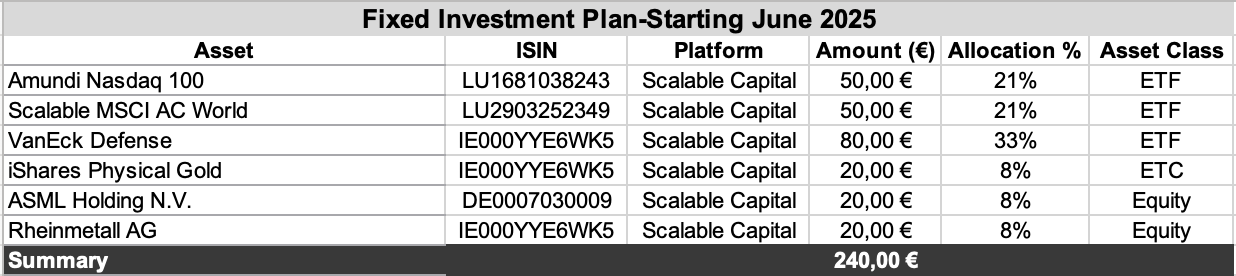 Fixed Investment Plan-Starting June 2025
Asset ISIN Platform Amount (€) Allocation % Asset Class
Amundi Nasdaq 100 LU1681038243 Scalable Capital 50,00 € 21% ETF
Scalable MSCI AC World LU2903252349 Scalable Capital 50,00 € 21% ETF
VanEck Defense IE000YYE6WK5 Scalable Capital 80,00 € 33% ETF
iShares Physical Gold IE000YYE6WK5 Scalable Capital 20,00 € 8% ETC
ASML Holding N.V. DE0007030009 Scalable Capital 20,00 € 8% Equity
Rheinmetall AG IE000YYE6WK5 Scalable Capital 20,00 € 8% Equity
Summary 240,00 €